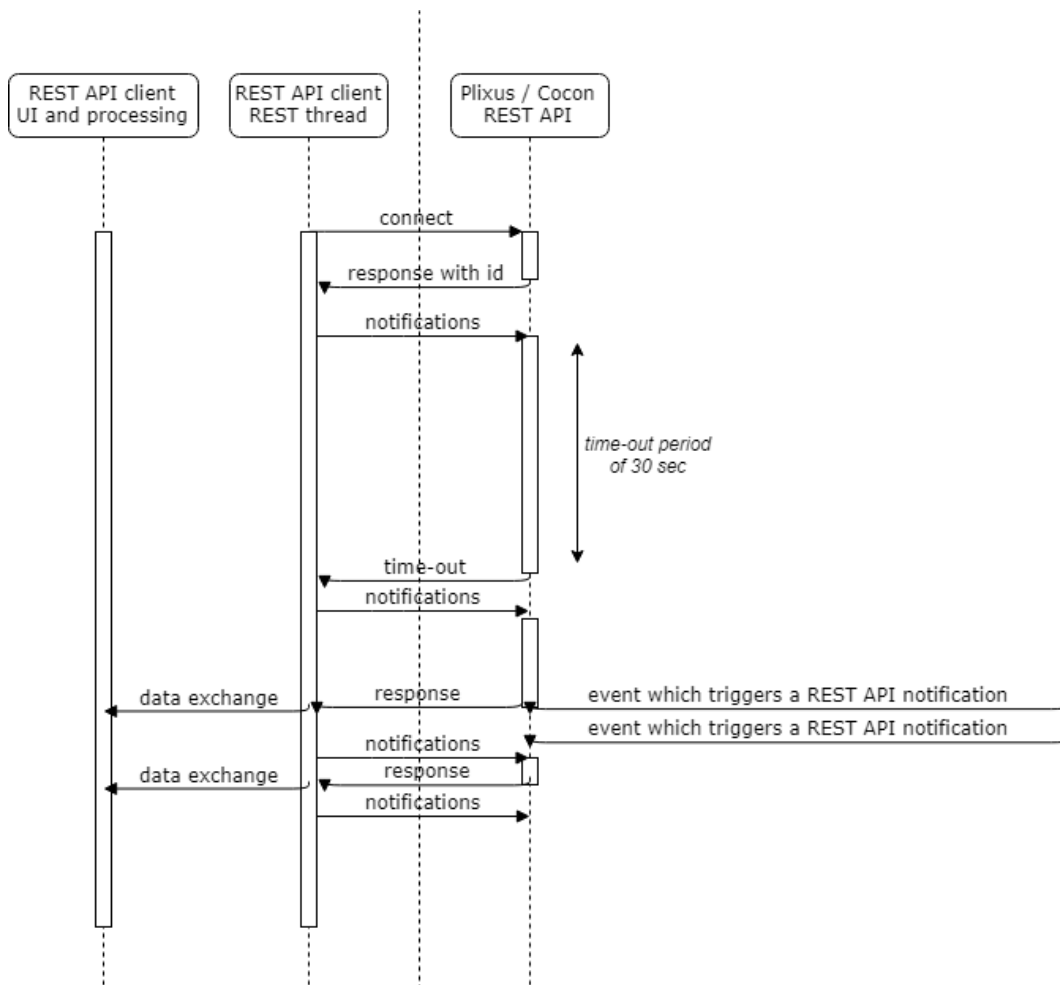 REST API client
UI and processing
REST API client
REST thread
Plixus / Cocon
REST API
connect
response with id
notifications
time-out period
of 30 sec
time-out
notifications
data exchange
response
event which triggers a REST API notification
event which triggers a REST API notification
notifications
data exchange
response
notifications